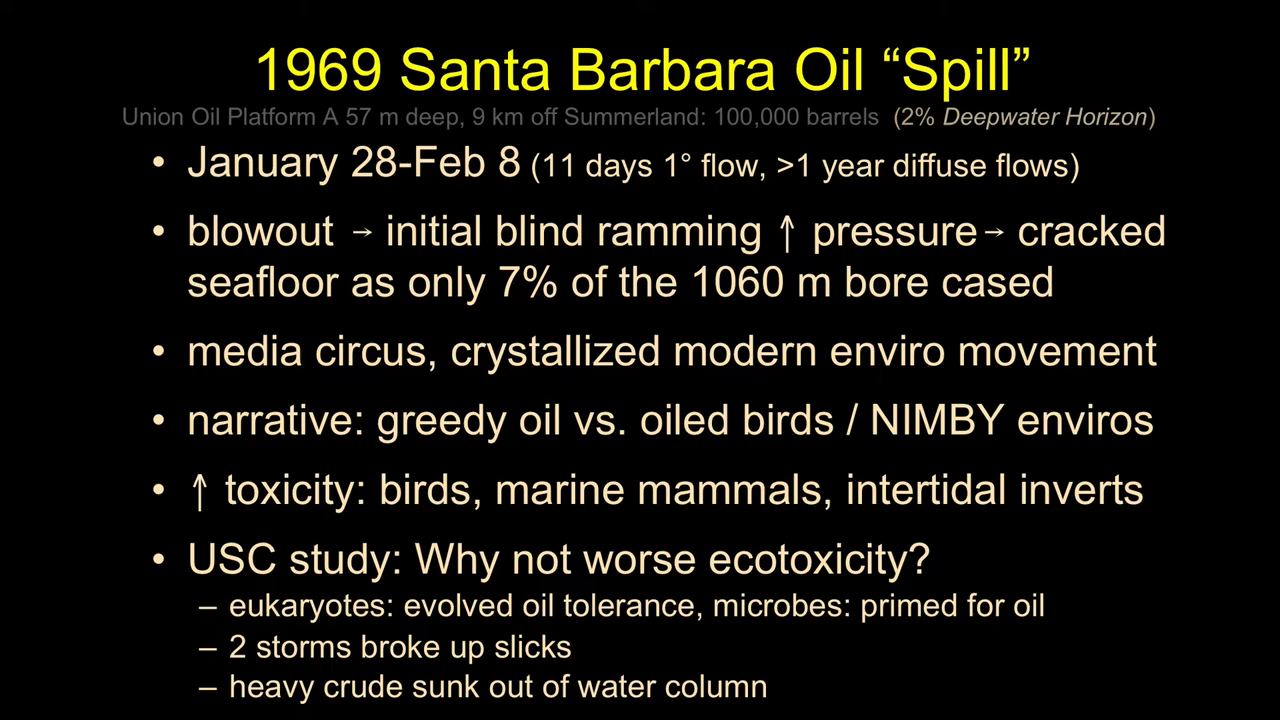 1969 Santa Barbara Oil “Spill”
Union Oil Platform A 57 m deep, 9 km off Summerland: 100,000 barrels (2% Deepwater Horizon)
• January 28-Feb 8 (11 days 1° flow, >1 year diffuse flows)
• blowout → initial blind ramming ↑ pressure→ cracked
seafloor as only 7% of the 1060 m bore cased
• media circus, crystallized modern enviro movement
• narrative: greedy oil vs. oiled birds / NIMBY enviros
• ↑ toxicity: birds, marine mammals, intertidal inverts
• USC study: Why not worse ecotoxicity?
– eukaryotes: evolved oil tolerance, microbes: primed for oil
– 2 storms broke up slicks
– heavy crude sunk out of water column